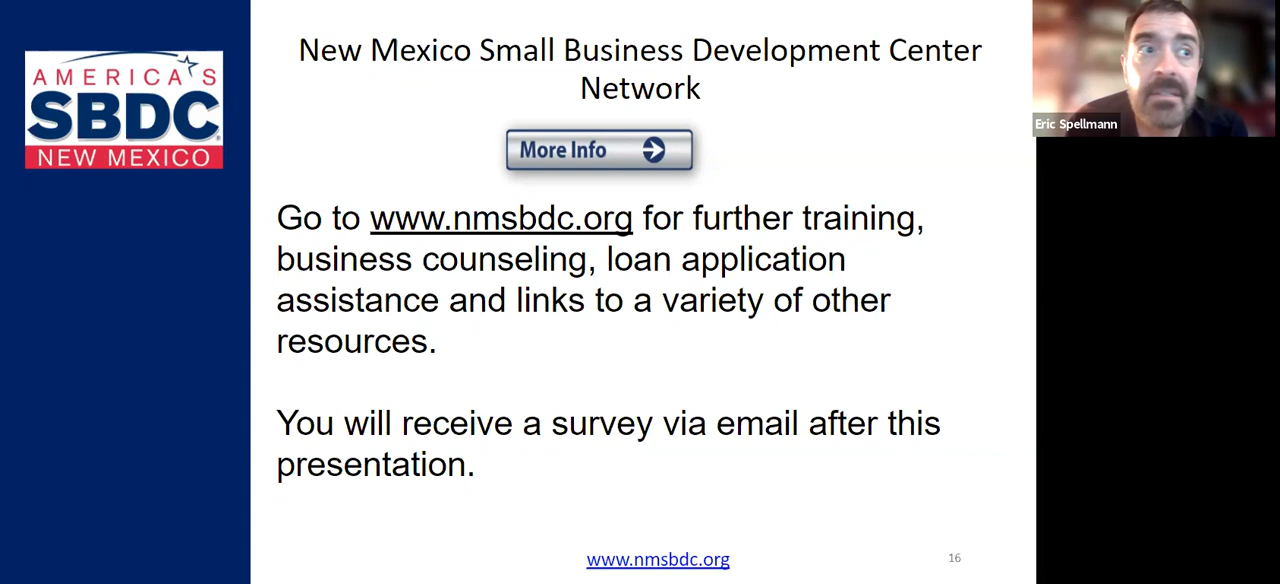 AMERICA'S
SBDC
NEW MEXICO
New Mexico Small Business Development Center
Network
More Info
Go to www.nmsbdc.org for further training,
business counseling, loan application
assistance and links to a variety of other
resources.
You will receive a survey via email after this
presentation.
www.nmsbdc.org
16
Eric Spellmann